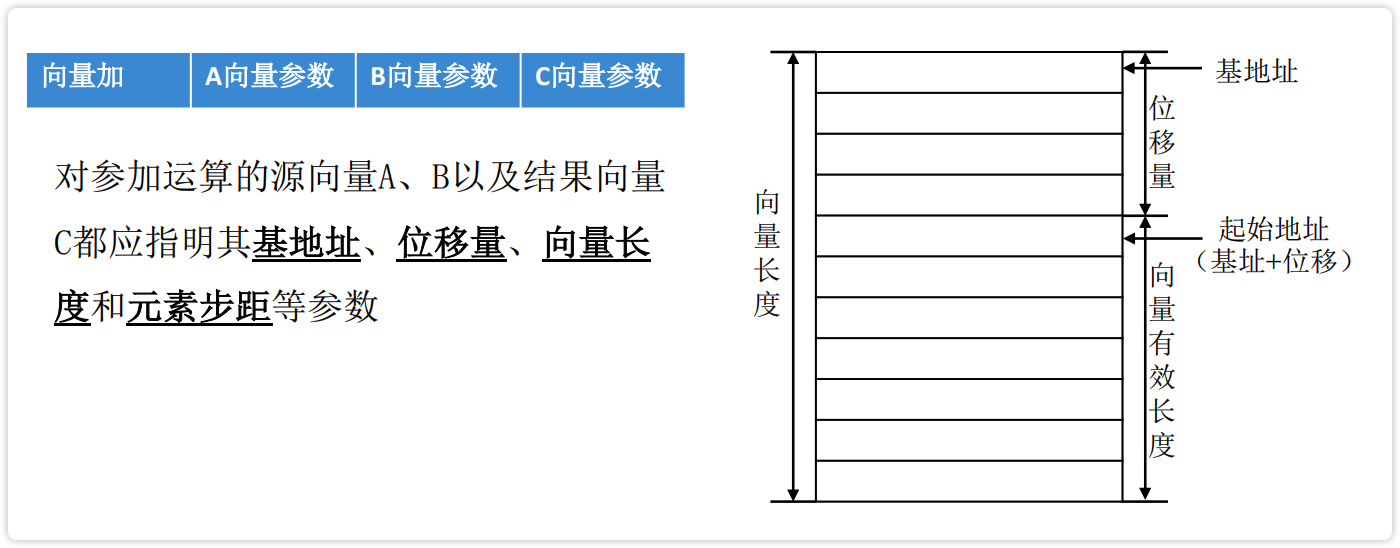 向量加 A向量参数 B向量参数 C向量参数
对参加运算的源向量A、B以及结果向量
C都应指明其基地址、位移量、向量长
度和元素步距等参数
向量长度
基地址
位移量
起始地址
（基址+位移）
向量有效长度